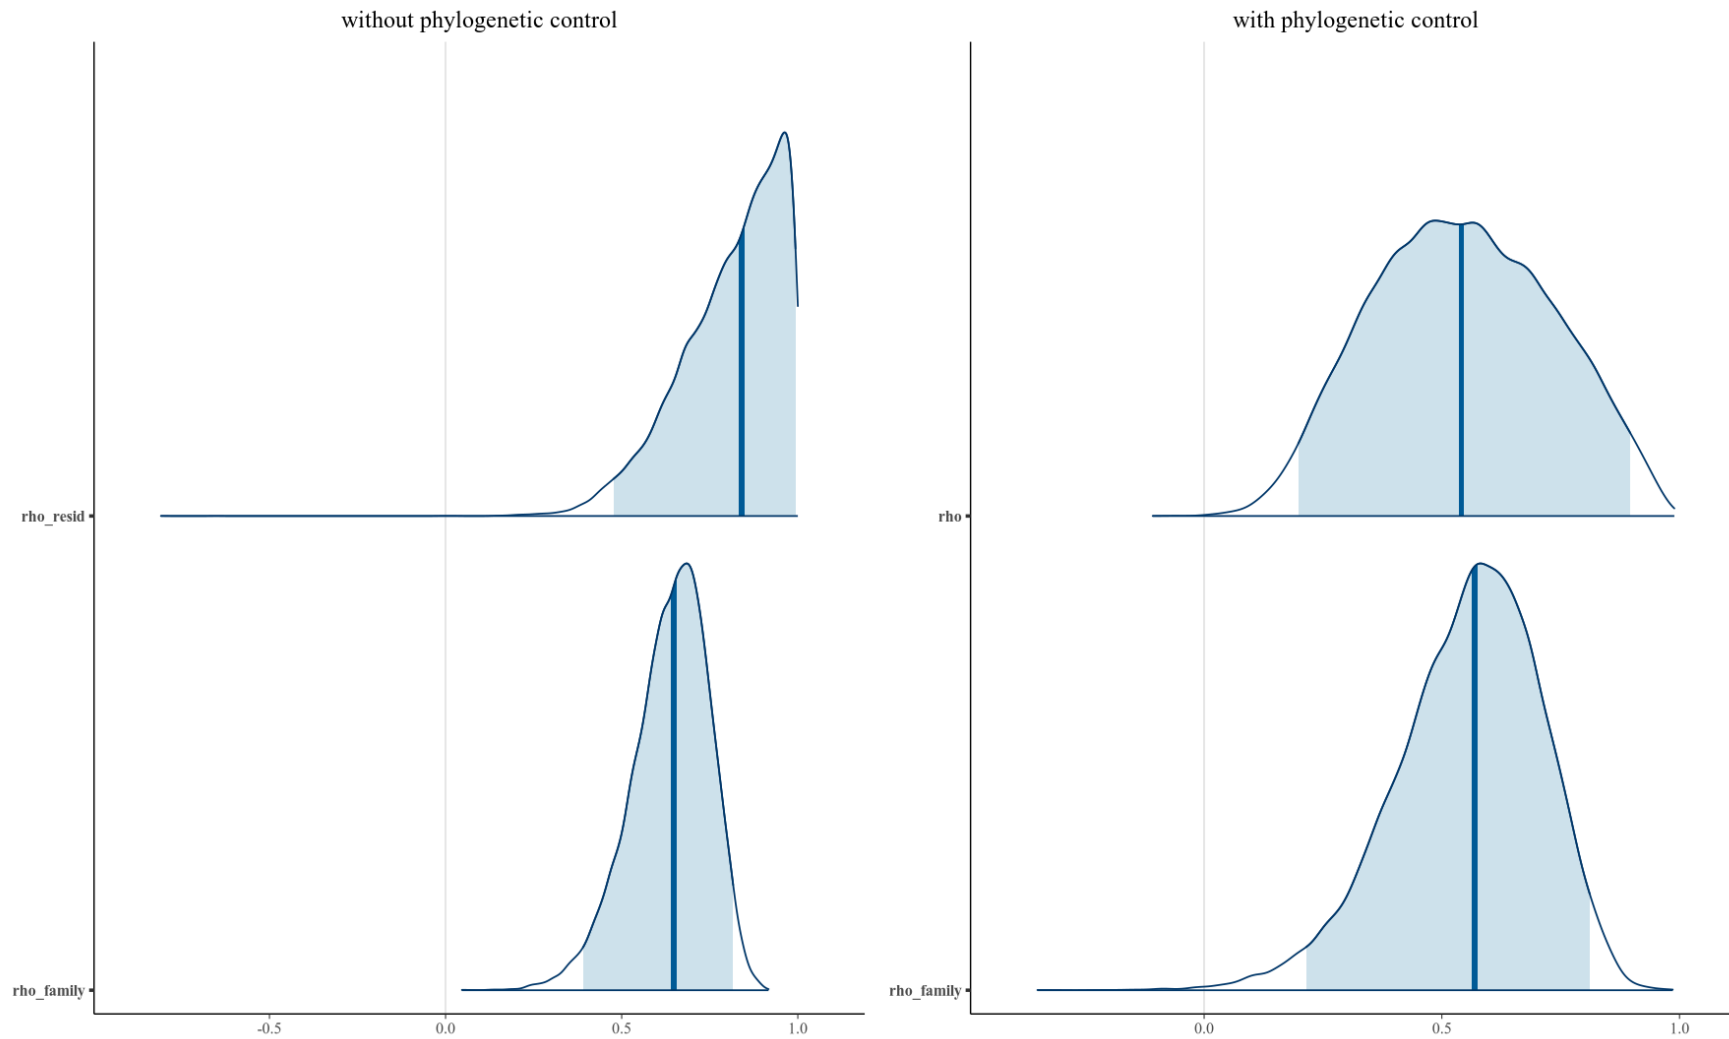 without phylogenetic control
with phylogenetic control
rho_resid
rho
rho_family
rho_family
-0.5 0.0 0.5 1.0
0.0 0.5 1.0